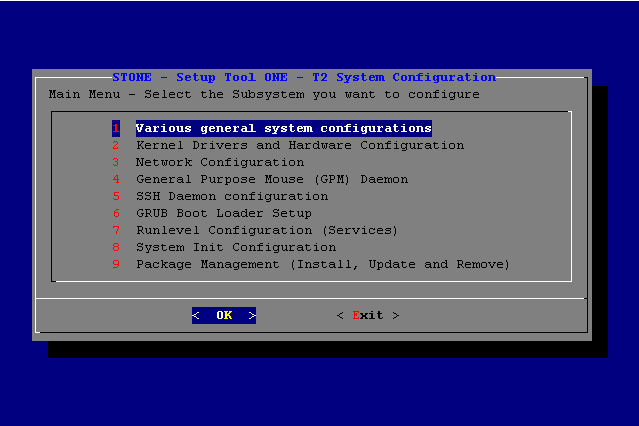 STONE - Setup Tool ONE - T2 System Configuration
Main Menu - Select the Subsystem you want to configure
1 Various general system configurations
2 Kernel Drivers and Hardware Configuration
3 Network Configuration
4 General Purpose Mouse (GPM) Daemon
5 SSH Daemon configuration
6 GRUB Boot Loader Setup
7 Runlevel Configuration (Services)
8 System Init Configuration
9 Package Management (Install, Update and Remove)
< OK > < Exit >